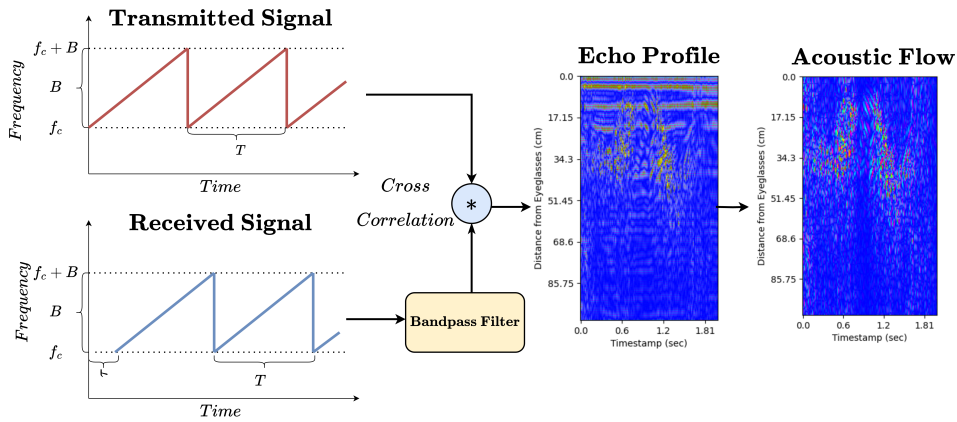 Transmitted Signal
Frequency
f_c + B
B
f_c
T
Time
Received Signal
Frequency
f_c + B
B
f_c
τ
T
Time
Cross
Correlation
*
Bandpass Filter
Echo Profile
Distance from Eyeglasses (cm)
0.0
17.15
34.3
51.45
68.6
85.75
0.0 0.6 1.2 1.81
Timestamp (sec)
Acoustic Flow
Distance from Eyeglasses (cm)
0.0
17.15
34.3
51.45
68.6
85.75
0.0 0.6 1.2 1.81
Timestamp (sec)